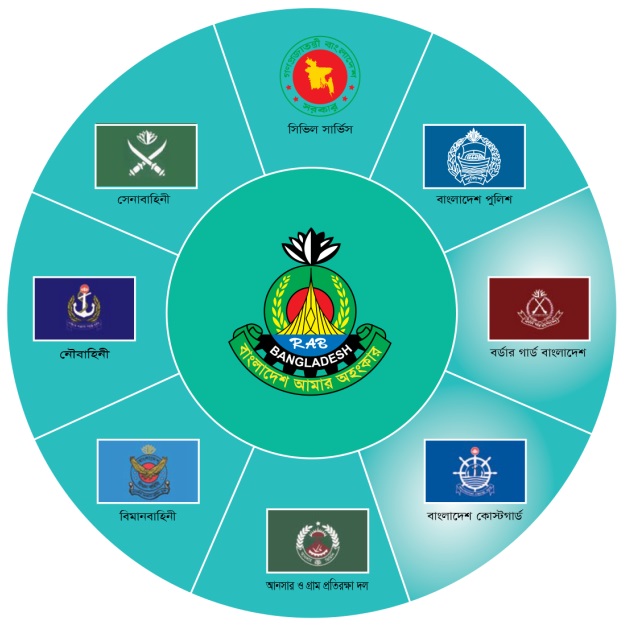 গণপ্রজাতন্ত্রী বাংলাদেশ
সরকার
সিভিল সার্ভিস
সেনাবাহিনী
বাংলাদেশ পুলিশ
নৌবাহিনী
বর্ডার গার্ড বাংলাদেশ
RAB
BANGLADESH
বাংলাদেশ আমার অহংকার
বিমানবাহিনী
বাংলাদেশ কোস্টগার্ড
আনসার ও গ্রাম প্রতিরক্ষা দল